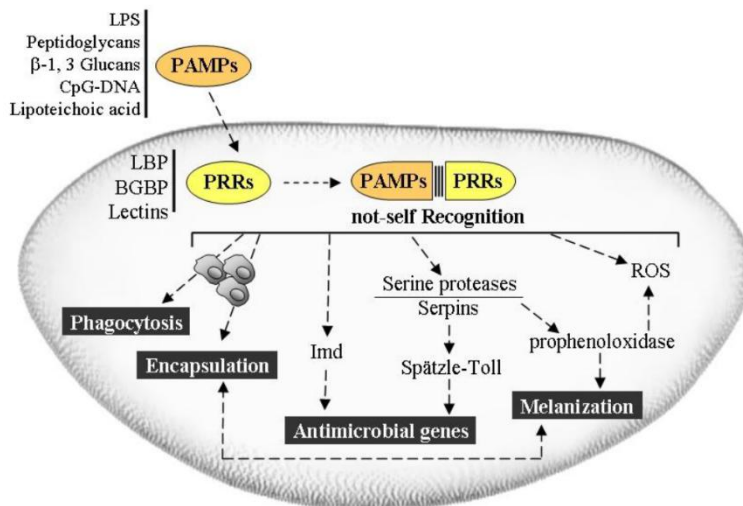 LPS
Peptidoglycans
β-1, 3 Glucans
CpG-DNA
Lipoteichoic acid
PAMPs
LBP
BGBP
Lectins
PRRs
PAMPs
PRRs
not-self Recognition
ROS
Serine proteases
Serpins
Phagocytosis
prophenoloxidase
Encapsulation
Imd
Spätzle-Toll
Melanization
Antimicrobial genes